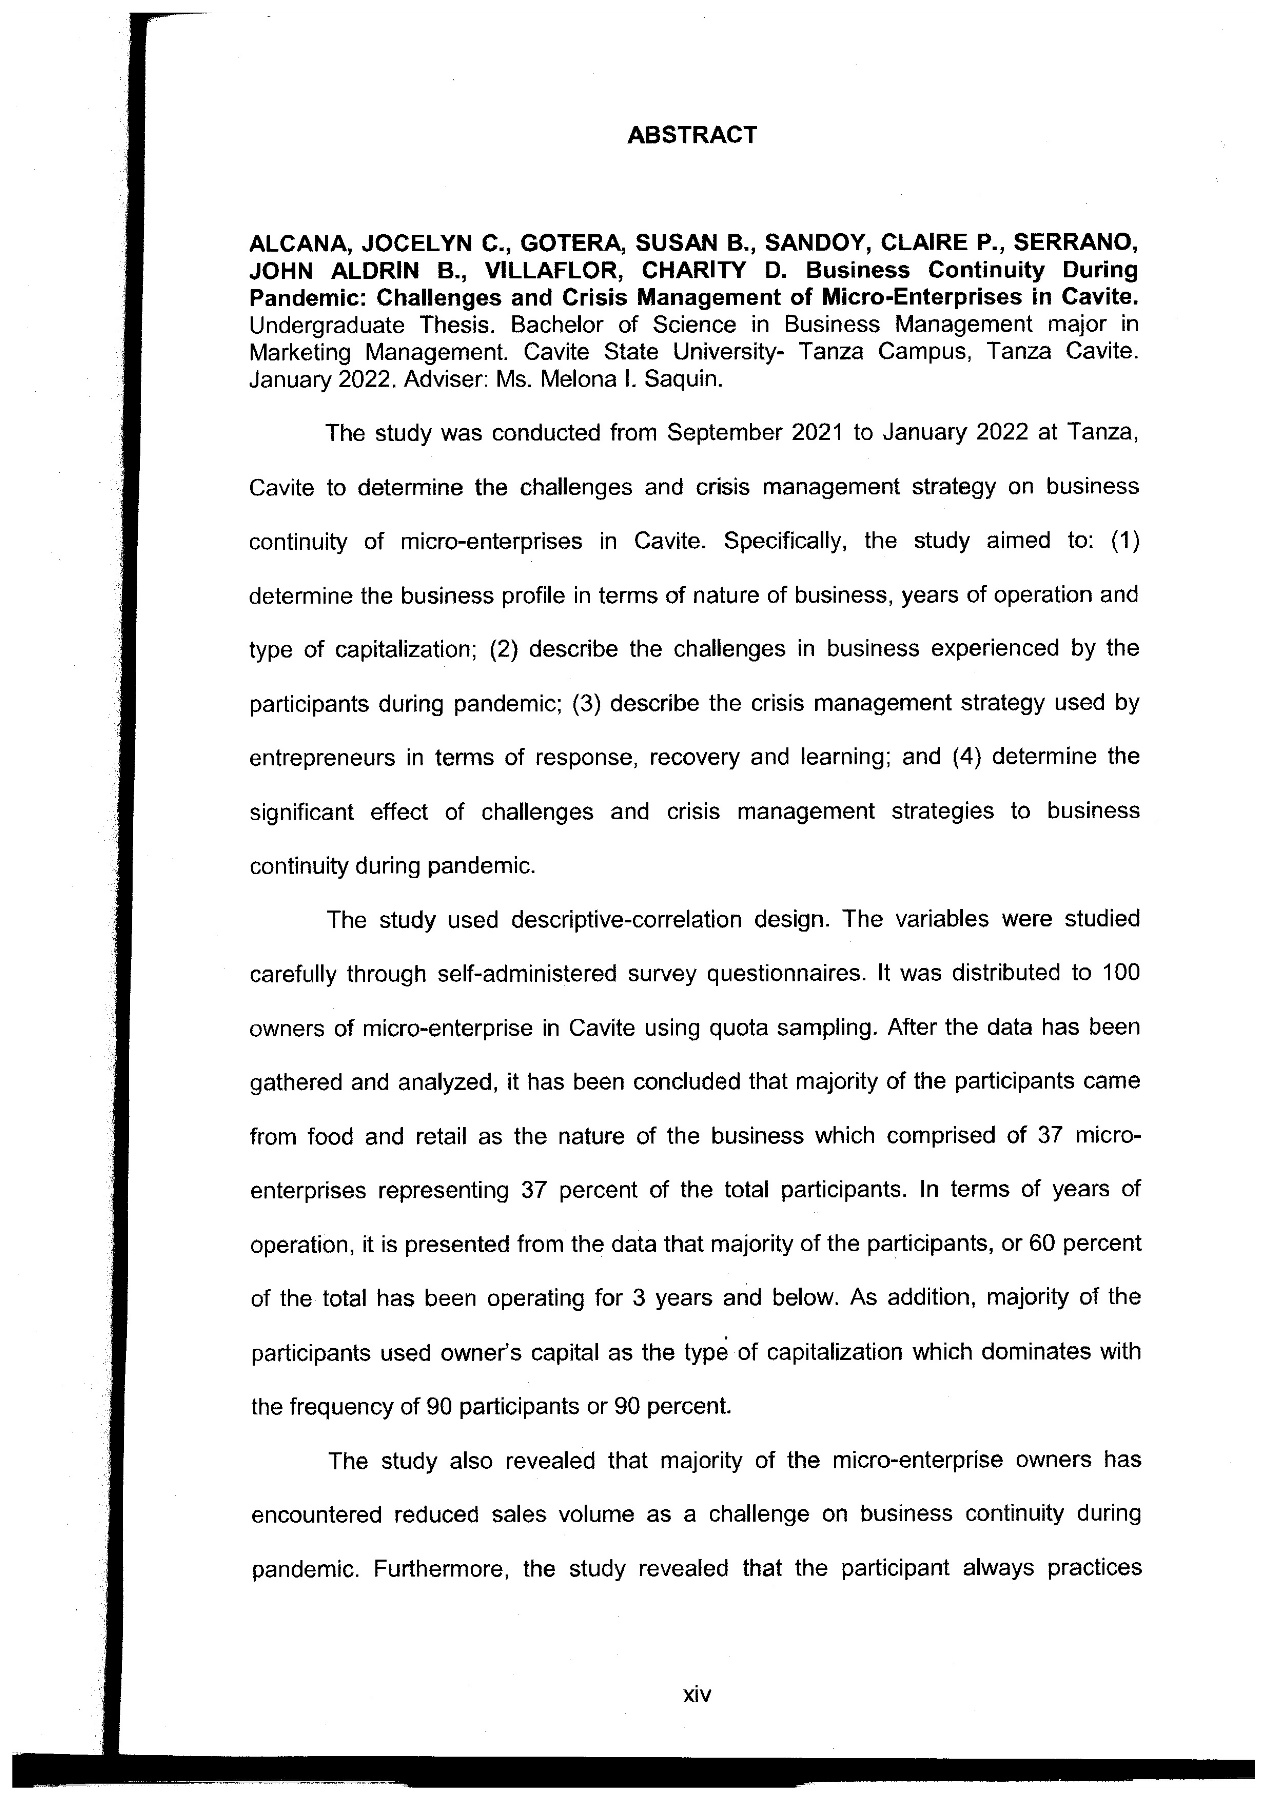 ABSTRACT
ALCANA, JOCELYN C., GOTERA, SUSAN B., SANDOY, CLAIRE P., SERRANO,
JOHN ALDRIN B., VILLAFLOR, CHARITY D. Business Continuity During
Pandemic: Challenges and Crisis Management of Micro-Enterprises in Cavite.
Undergraduate Thesis. Bachelor of Science in Business Management major in
Marketing Management. Cavite State University- Tanza Campus, Tanza Cavite.
January 2022. Adviser: Ms. Melona I. Saquin.
The study was conducted from September 2021 to January 2022 at Tanza,
Cavite to determine the challenges and crisis management strategy on business
continuity of micro-enterprises in Cavite. Specifically, the study aimed to: (1)
determine the business profile in terms of nature of business, years of operation and
type of capitalization; (2) describe the challenges in business experienced by the
participants during pandemic; (3) describe the crisis management strategy used by
entrepreneurs in terms of response, recovery and learning; and (4) determine the
significant effect of challenges and crisis management strategies to business
continuity during pandemic.
The study used descriptive-correlation design. The variables were studied
carefully through self-administered survey questionnaires. It was distributed to 100
owners of micro-enterprise in Cavite using quota sampling. After the data has been
gathered and analyzed, it has been concluded that majority of the participants came
from food and retail as the nature of the business which comprised of 37 micro-
enterprises representing 37 percent of the total participants. In terms of years of
operation, it is presented from the data that majority of the participants, or 60 percent
of the total has been operating for 3 years and below. As addition, majority of the
participants used owner's capital as the type of capitalization which dominates with
the frequency of 90 participants or 90 percent.
The study also revealed that majority of the micro-enterprise owners has
encountered reduced sales volume as a challenge on business continuity during
pandemic. Furthermore, the study revealed that the participant always practices
xiv